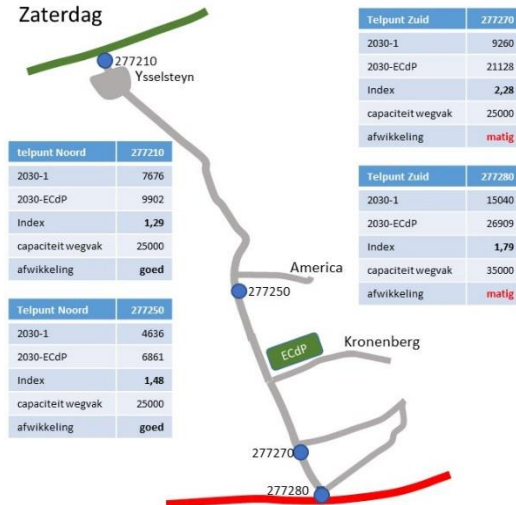 Zaterdag
277210
Ysselsteyn
Telpunt Zuid 277270
2030-1 9260
2030-ECdP 21128
Index 2,28
capaciteit wegvak 25000
afwikkeling matig
telpunt Noord 277210
2030-1 7676
2030-ECdP 9902
Index 1,29
capaciteit wegvak 25000
afwikkeling goed
Telpunt Zuid 277280
2030-1 15040
2030-ECdP 26909
Index 1,79
capaciteit wegvak 35000
afwikkeling matig
America
277250
Telpunt Noord 277250
2030-1 4636
2030-ECdP 6861
Index 1,48
capaciteit wegvak 25000
afwikkeling goed
ECdP
Kronenberg
277270
277280